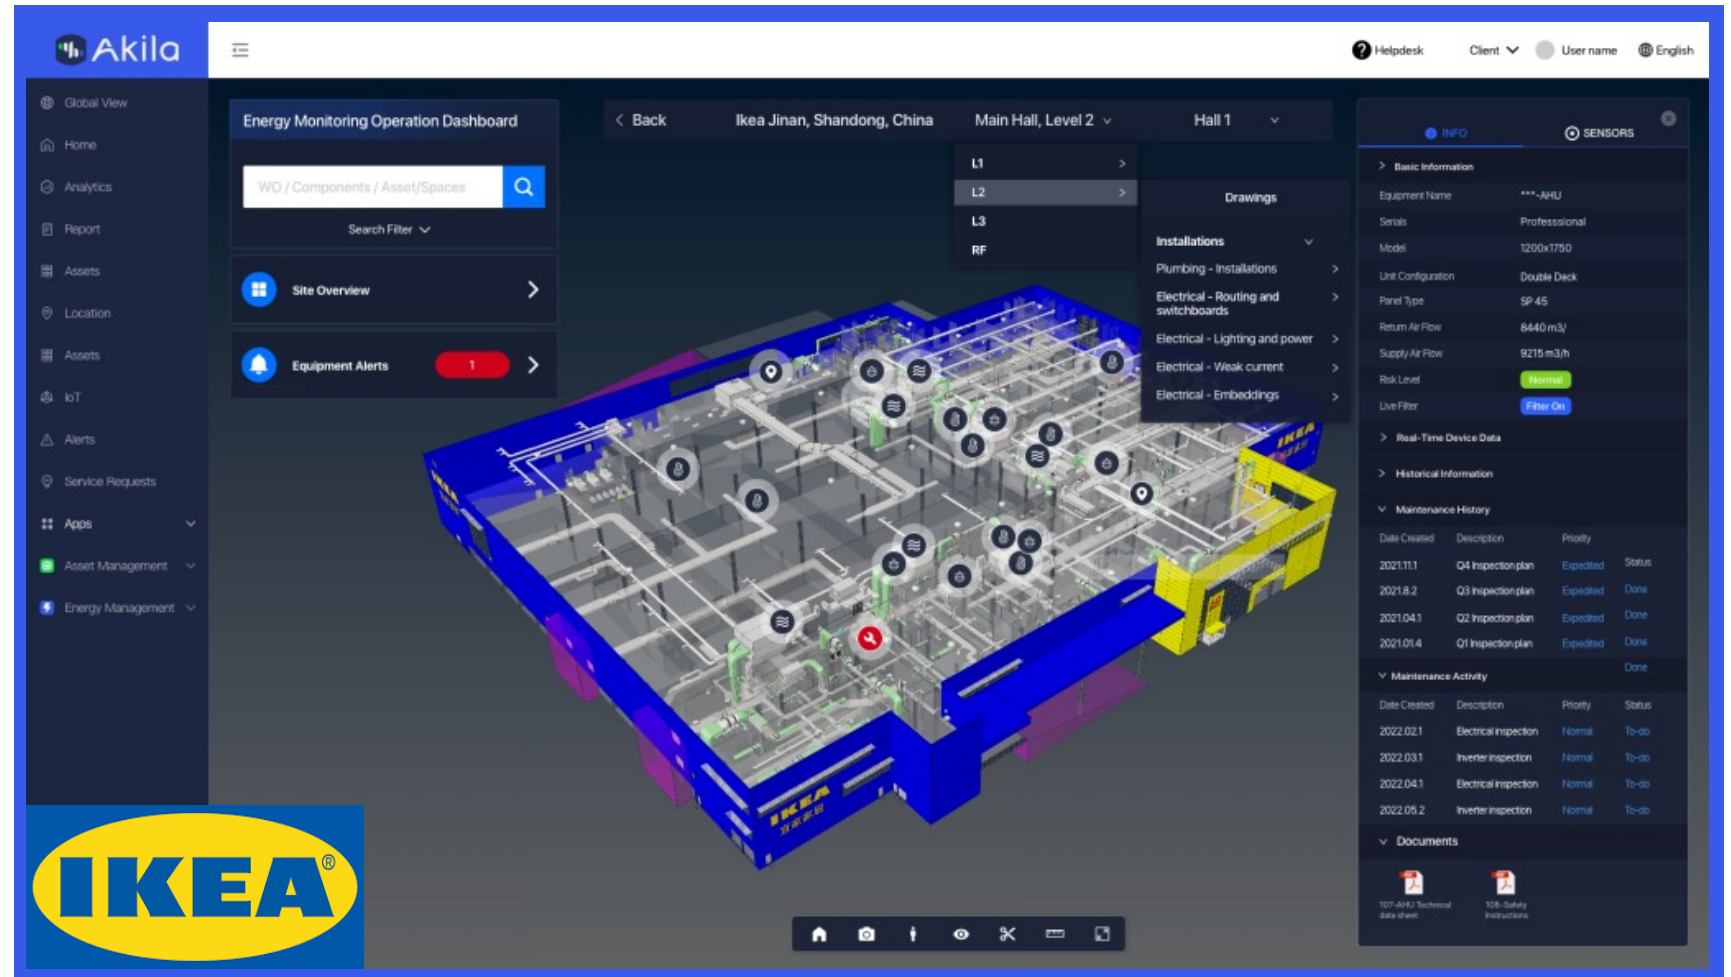 Akila
Helpdesk
Client
User name
English
Global View
Home
Analytics
Report
Assets
Location
Assets
IoT
Alerts
Service Requests
Apps
Asset Management
Energy Management
IKEA®
Energy Monitoring Operation Dashboard
WO / Components / Asset/Spaces
Search Filter
Site Overview
Equipment Alerts 1
< Back Ikea Jinan, Shandong, China Main Hall, Level 2 Hall 1
L1 >
L2 >
L3
RF
Drawings
Installations
Plumbing - Installations >
Electrical - Routing and >
switchboards
Electrical - Lighting and power >
Electrical - Weak current >
Electrical - Embeddings >
IKEA
IKEA
IKEA
INFO SENSORS
> Basic Information
Equipment Name ***-AHU
Serials Professsional
Model 1200x1750
Unit Configuration Double Deck
Panel Type SP 45
Return Air Flow 8440 m3/
Supply Air Flow 9215 m3/h
Risk Level Normal
Live Filter Filter On
> Real-Time Device Data
> Historical Information
Maintenance History
Date Created Description Priority
Status
2021.11.1 Q4 Inspection plan Expedited
2021.8.2 Q3 Inspection plan Expedited Done
2021.04.1 Q2 Inspection plan Expedited Done
2021.01.4 Q1 Inspection plan Expedited Done
Done
Maintenance Activity
Date Created Description Priority Status
2022.02.1 Electrical inspection Normal To-do
2022.03.1 Inverter inspection Normal To-do
2022.04.1 Electrical inspection Normal To-do
2022.05.2 Inverter inspection Normal To-do
Documents
107-AHU Technical
data sheet
108-Safety
Instructions